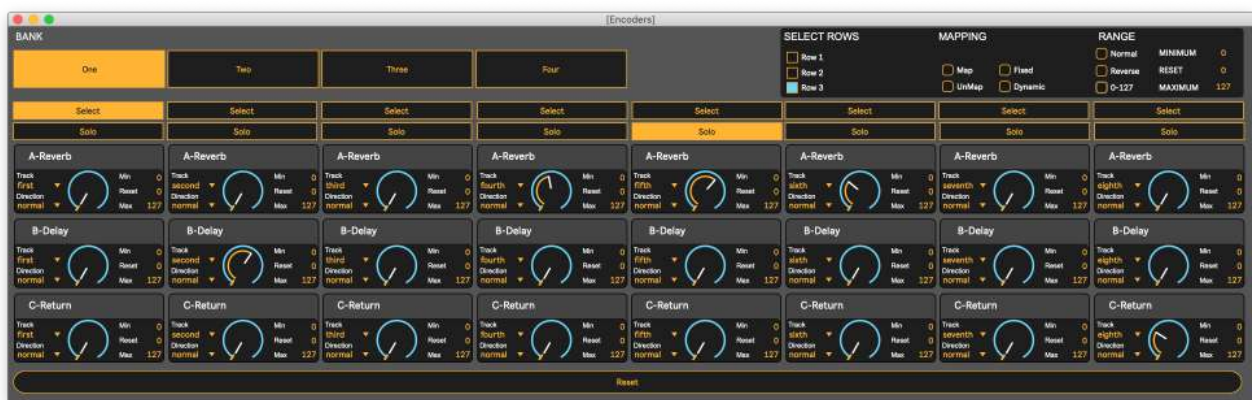 [Encoders]
BANK
One Two Three Four
SELECT ROWS
Row 1
Row 2
Row 3
MAPPING
Map Fixed
UnMap Dynamic
RANGE
Normal MINIMUM 0
Reverse RESET 0
0-127 MAXIMUM 127
Select Select Select Select Select Select Select Select
Solo Solo Solo Solo Solo Solo Solo Solo
A-Reverb A-Reverb A-Reverb A-Reverb A-Reverb A-Reverb A-Reverb A-Reverb
Track Min 0 Track Min 0 Track Min 0 Track Min 0 Track Min 0 Track Min 0 Track Min 0 Track Min 0
first second third fourth fifth sixth seventh eighth
Direction Reset 0 Direction Reset 0 Direction Reset 0 Direction Reset 0 Direction Reset 0 Direction Reset 0 Direction Reset 0 Direction Reset 0
normal Max 127 normal Max 127 normal Max 127 normal Max 127 normal Max 127 normal Max 127 normal Max 127 normal Max 127
B-Delay B-Delay B-Delay B-Delay B-Delay B-Delay B-Delay B-Delay
Track Min 0 Track Min 0 Track Min 0 Track Min 0 Track Min 0 Track Min 0 Track Min 0 Track Min 0
first second third fourth fifth sixth seventh eighth
Direction Reset 0 Direction Reset 0 Direction Reset 0 Direction Reset 0 Direction Reset 0 Direction Reset 0 Direction Reset 0 Direction Reset 0
normal Max 127 normal Max 127 normal Max 127 normal Max 127 normal Max 127 normal Max 127 normal Max 127 normal Max 127
C-Return C-Return C-Return C-Return C-Return C-Return C-Return C-Return
Track Min 0 Track Min 0 Track Min 0 Track Min 0 Track Min 0 Track Min 0 Track Min 0 Track Min 0
first second third fourth fifth sixth seventh eighth
Direction Reset 0 Direction Reset 0 Direction Reset 0 Direction Reset 0 Direction Reset 0 Direction Reset 0 Direction Reset 0 Direction Reset 0
normal Max 127 normal Max 127 normal Max 127 normal Max 127 normal Max 127 normal Max 127 normal Max 127 normal Max 127
Reset